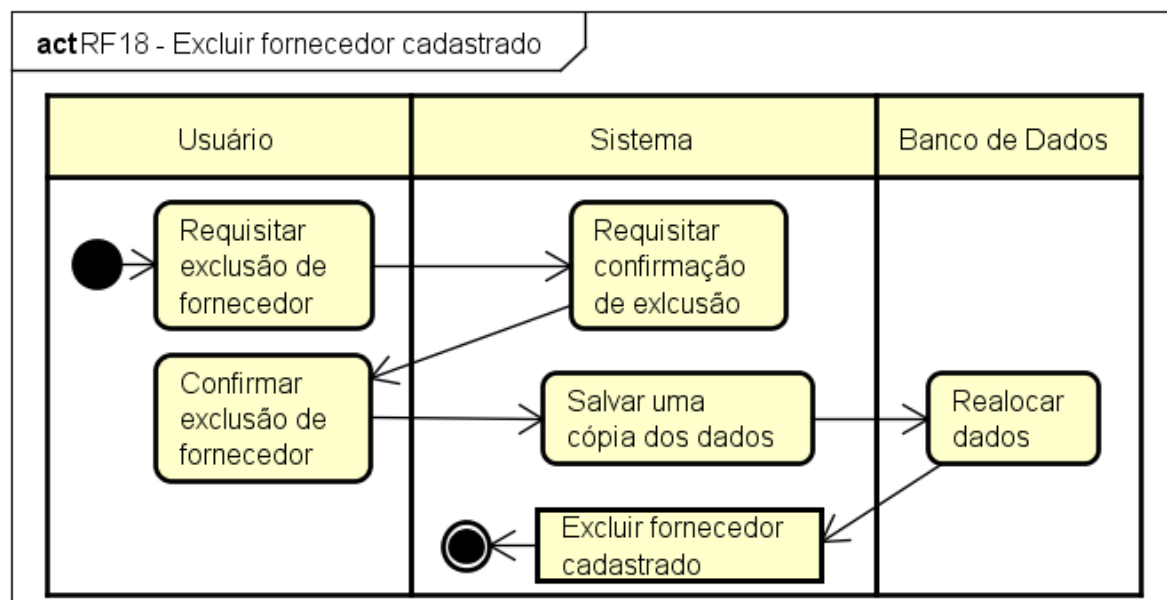 act RF18 - Excluir fornecedor cadastrado
Usuário
Sistema
Banco de Dados
Requisitar
exclusão de
fornecedor
Requisitar
confirmação
de exlcusão
Confirmar
exclusão de
fornecedor
Salvar uma
cópia dos dados
Realocar
dados
Excluir fornecedor
cadastrado